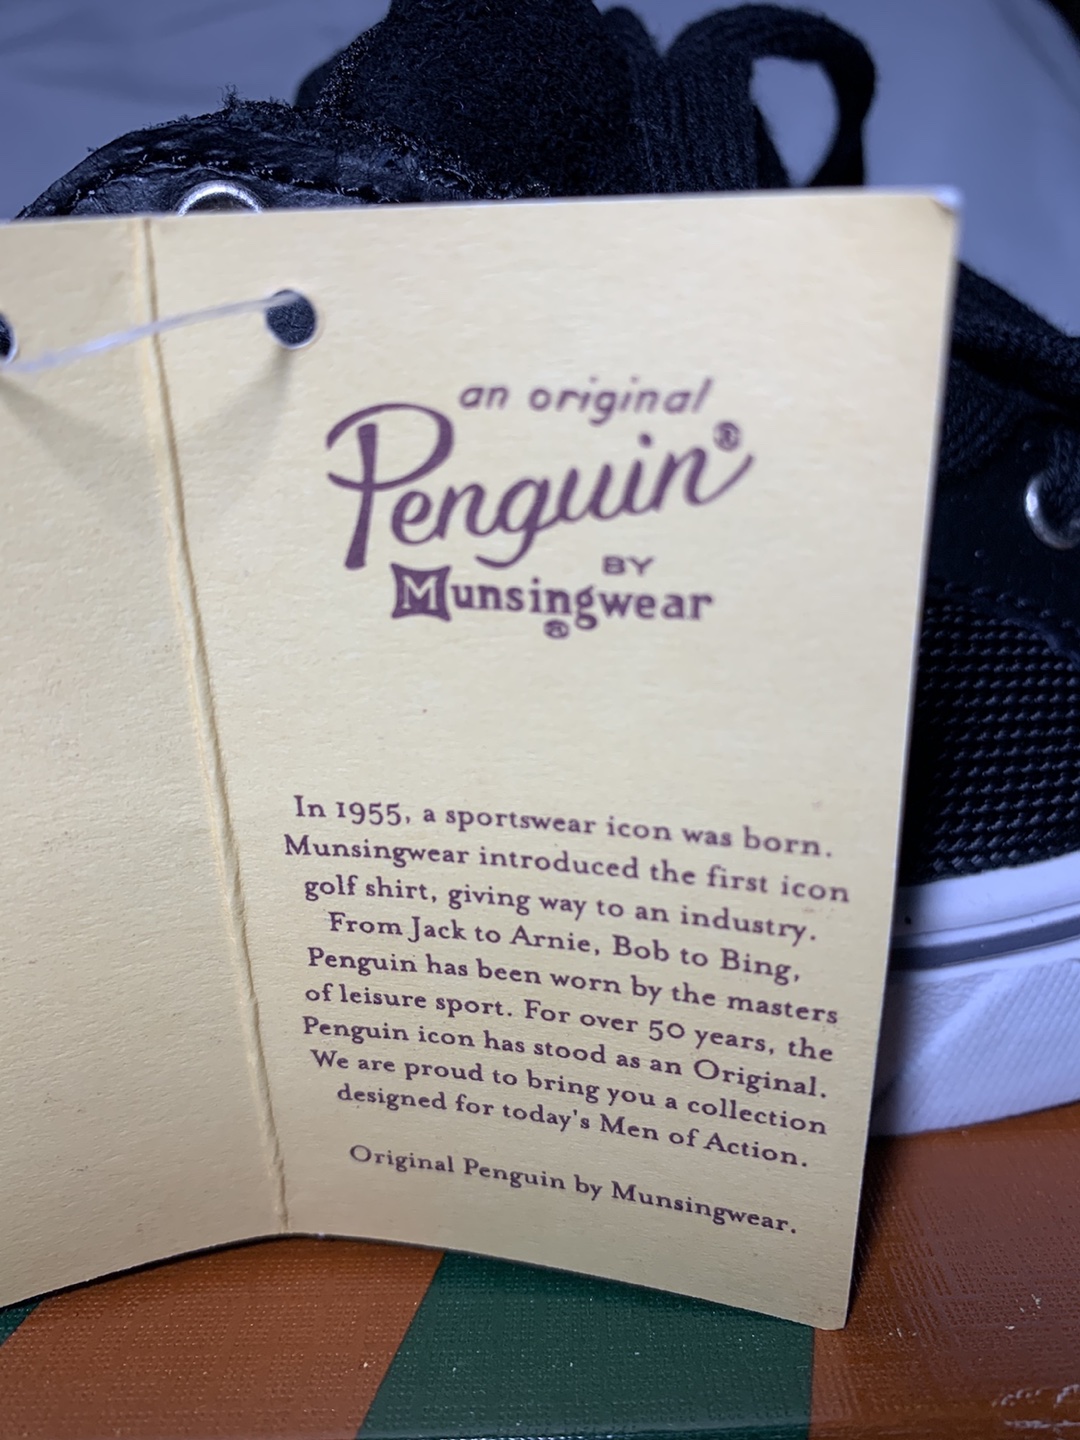 an original
Penguin®
BY
Munsingwear
®
In 1955, a sportswear icon was born.
Munsingwear introduced the first icon
golf shirt, giving way to an industry.
From Jack to Arnie, Bob to Bing,
Penguin has been worn by the masters
of leisure sport. For over 50 years, the
Penguin icon has stood as an Original.
We are proud to bring you a collection
designed for today's Men of Action.
Original Penguin by Munsingwear.